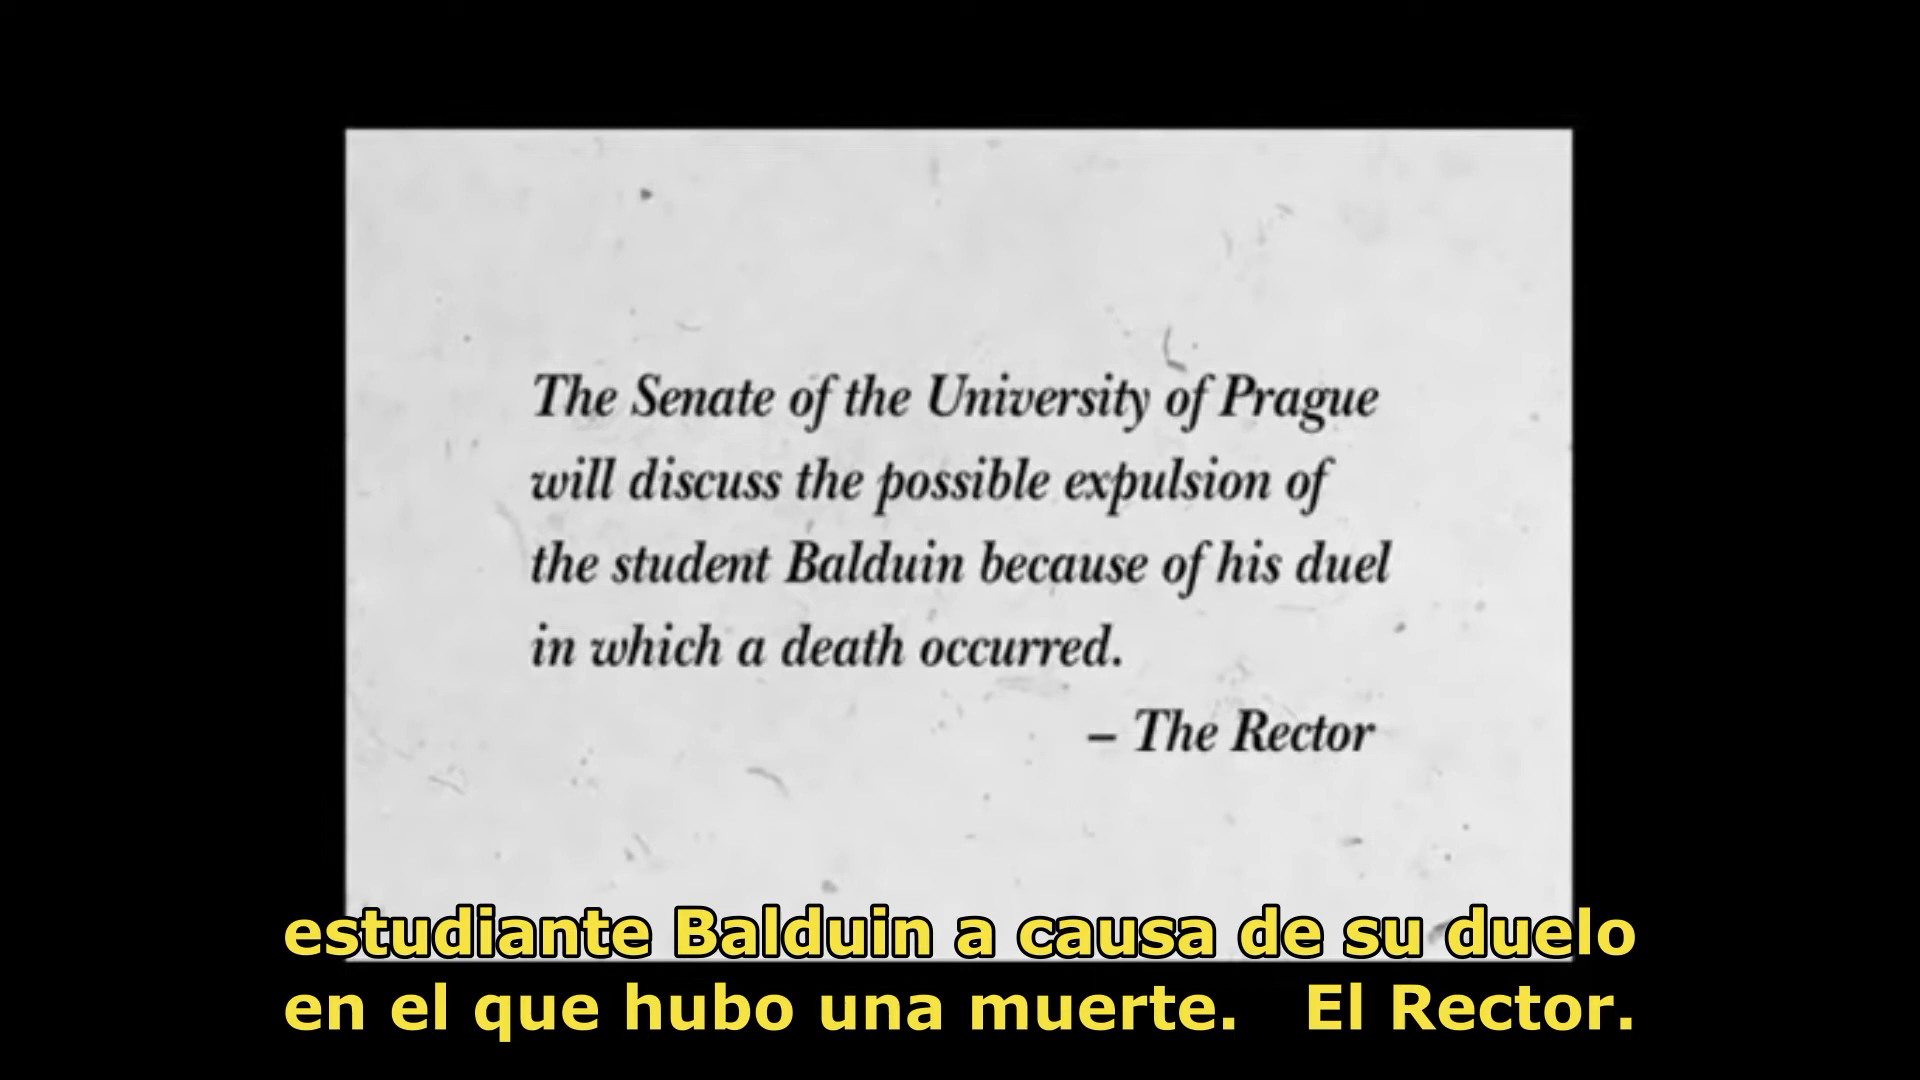 The Senate of the University of Prague
will discuss the possible expulsion of
the student Balduin because of his duel
in which a death occurred.
– The Rector
estudiante Balduin a causa de su duelo
en el que hubo una muerte.   El Rector.